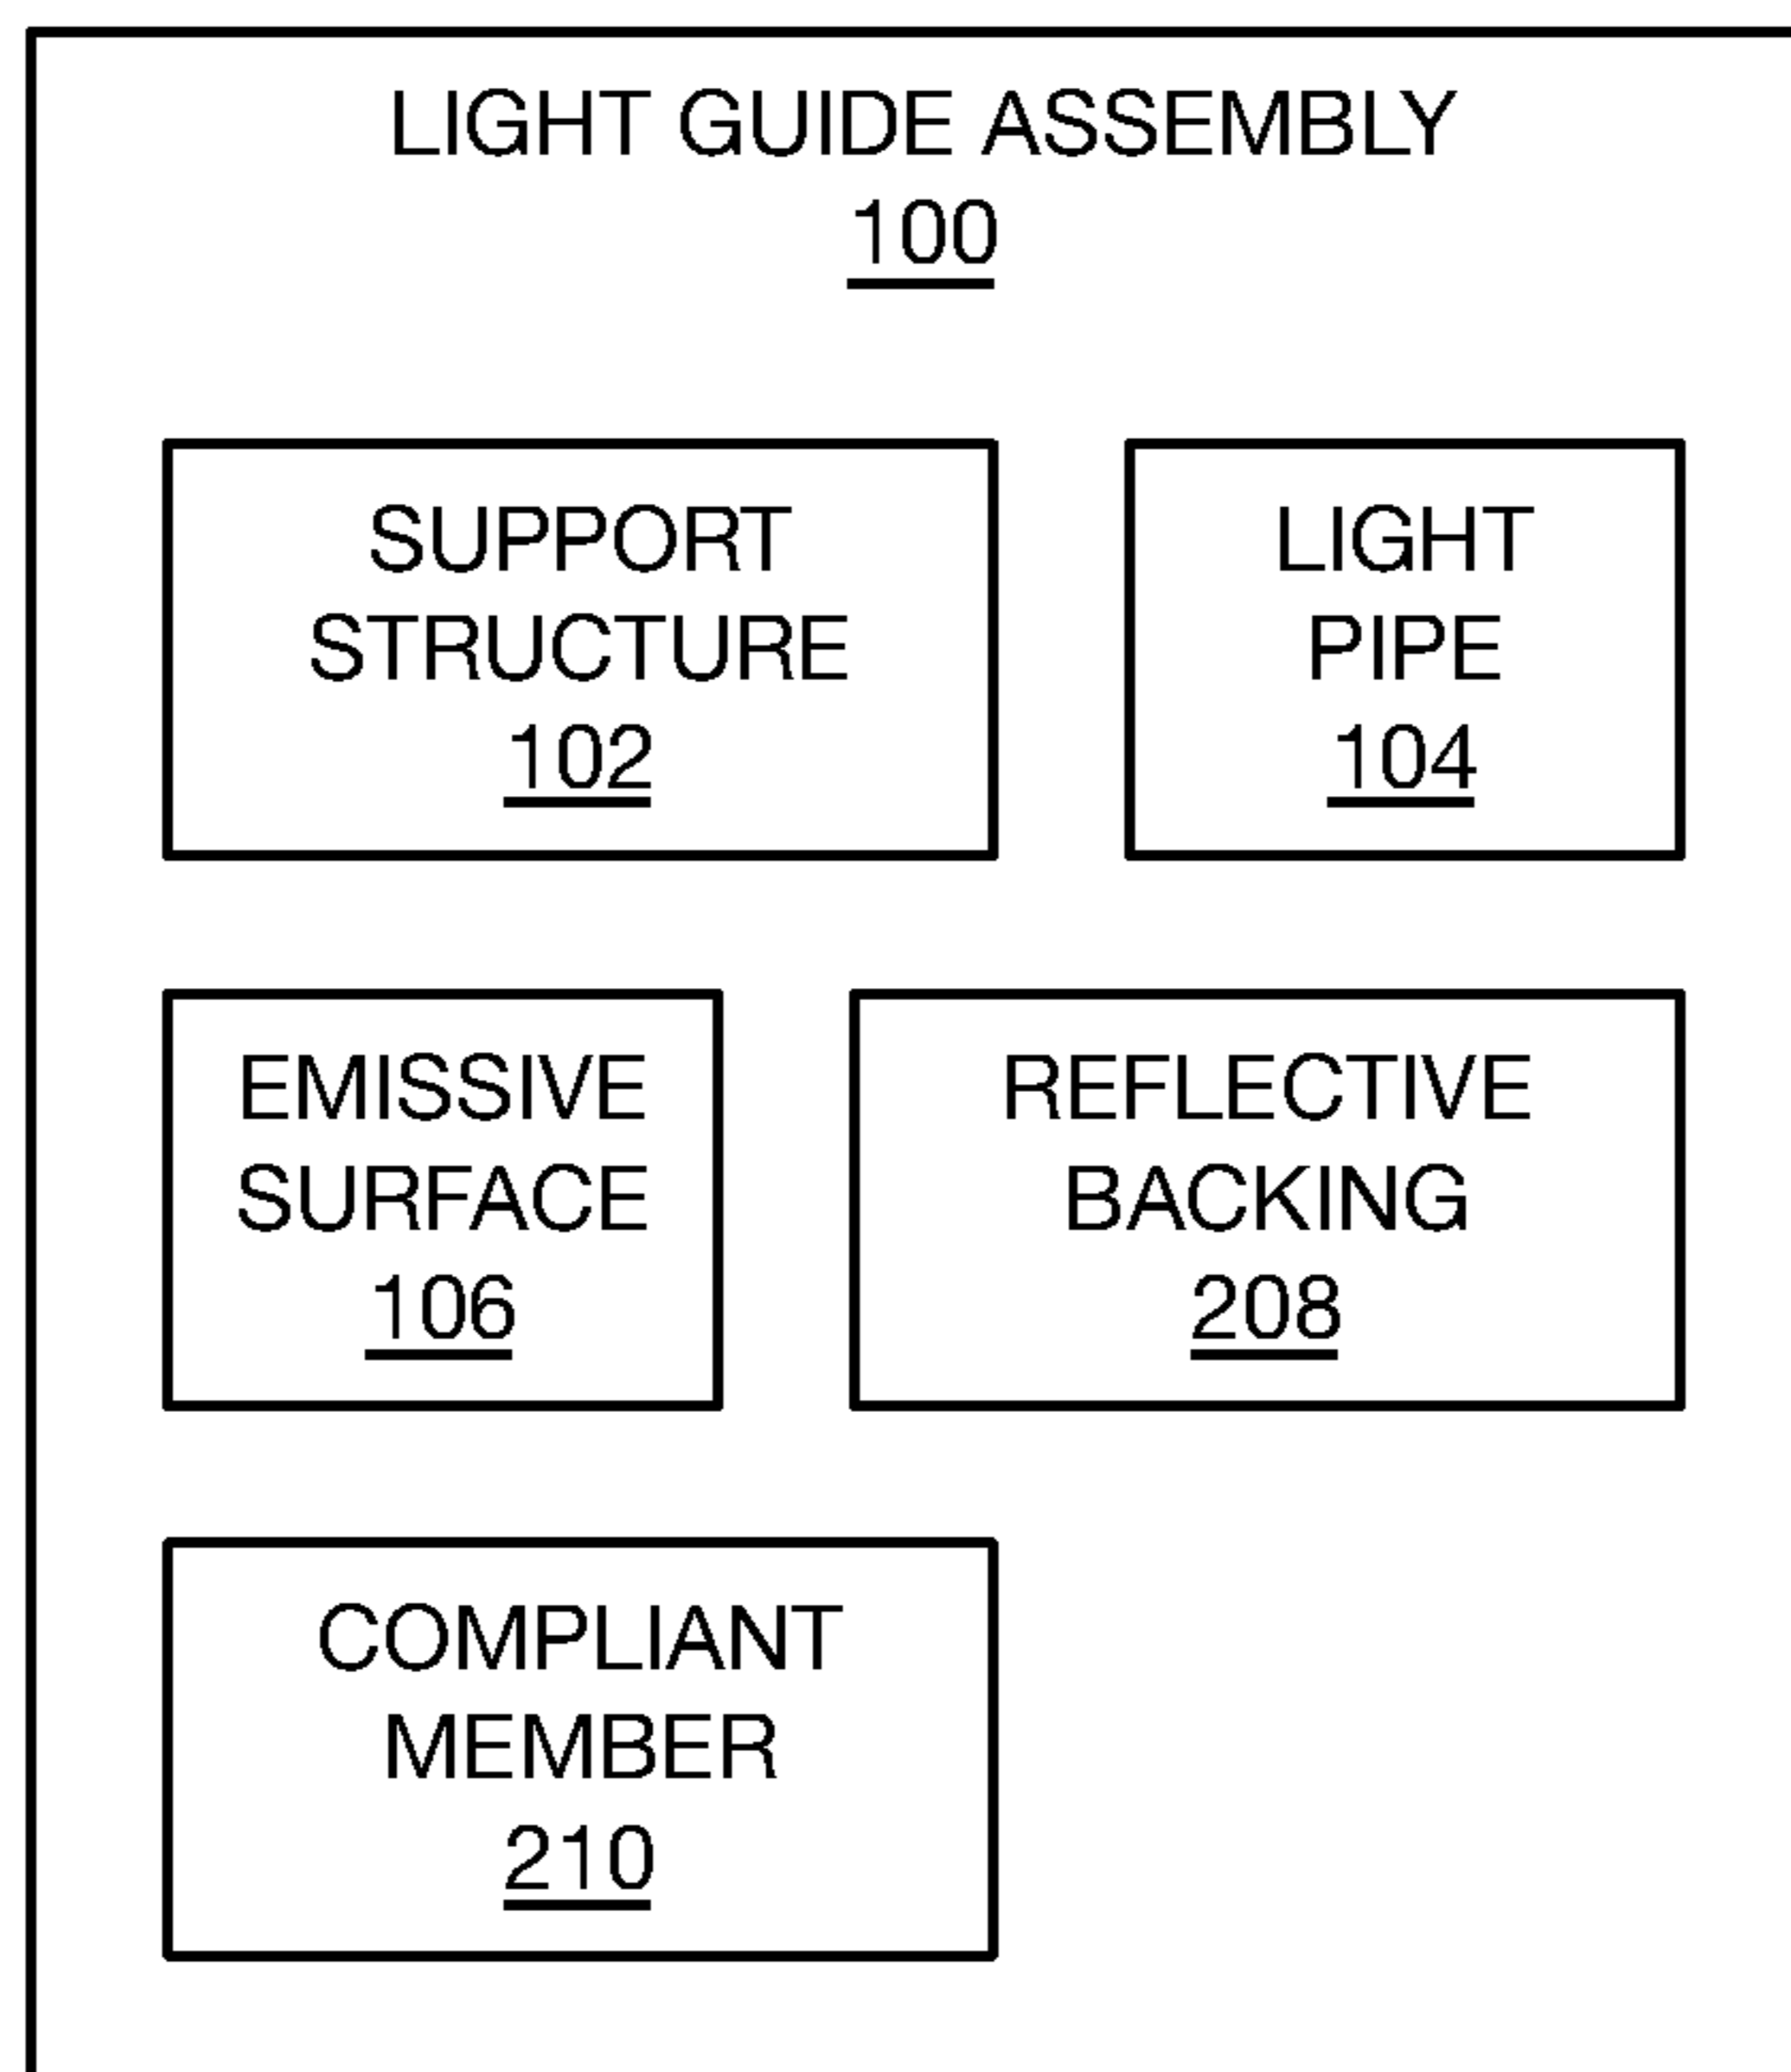 LIGHT GUIDE ASSEMBLY
100
SUPPORT
STRUCTURE
102
LIGHT
PIPE
104
EMISSIVE
SURFACE
106
REFLECTIVE
BACKING
208
COMPLIANT
MEMBER
210